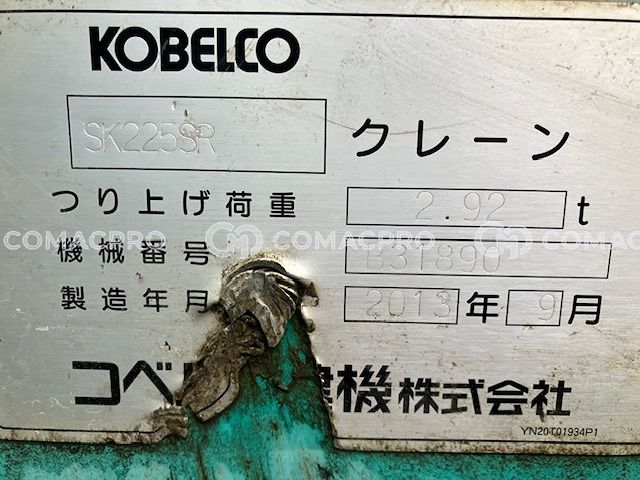 KOBELCO
SK225SR クレーン
つり上げ荷重 2.92 t
COMACPRO COMACPRO COMACPRO
機械番号 B31890
製造年月 2013 年 9 月
コベ 建機株式会社
YN20T01934P1